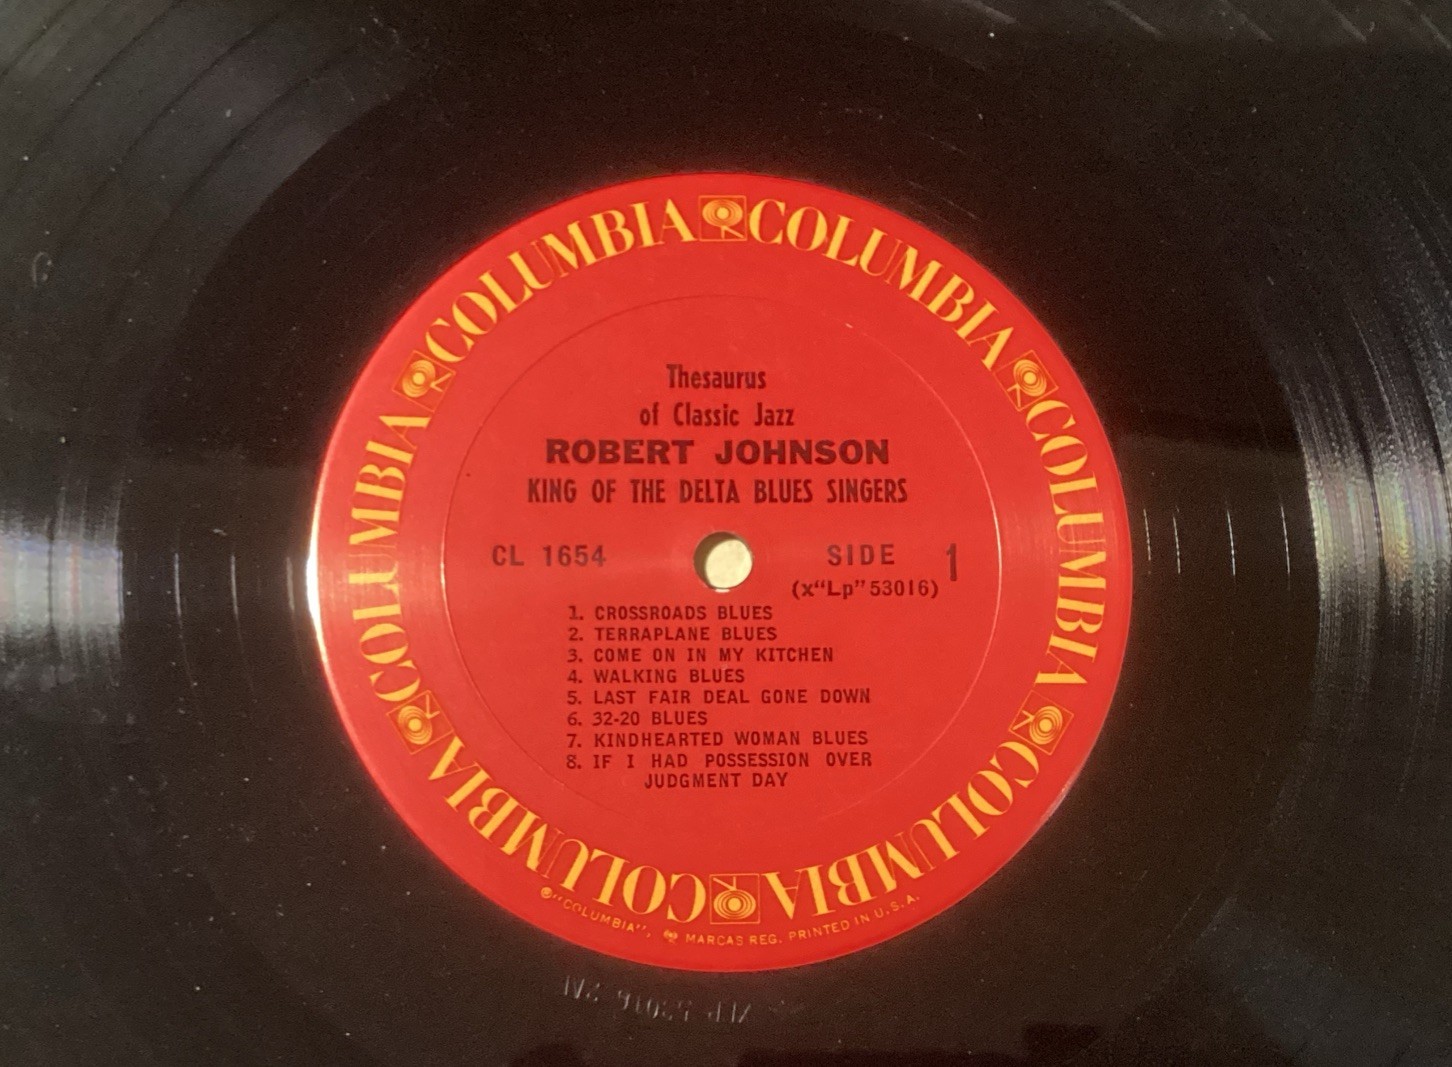 COLUMBIA COLUMBIA COLUMBIA COLUMBIA COLUMBIA COLUMBIA
Thesaurus
of Classic Jazz
ROBERT JOHNSON
KING OF THE DELTA BLUES SINGERS
CL 1654
SIDE 1
(x“Lp”53016)
1. CROSSROADS BLUES
2. TERRAPLANE BLUES
3. COME ON IN MY KITCHEN
4. WALKING BLUES
5. LAST FAIR DEAL GONE DOWN
6. 32-20 BLUES
7. KINDHEARTED WOMAN BLUES
8. IF I HAD POSSESSION OVER
JUDGMENT DAY
"COLUMBIA", MARCAS REG. PRINTED IN U.S.A.